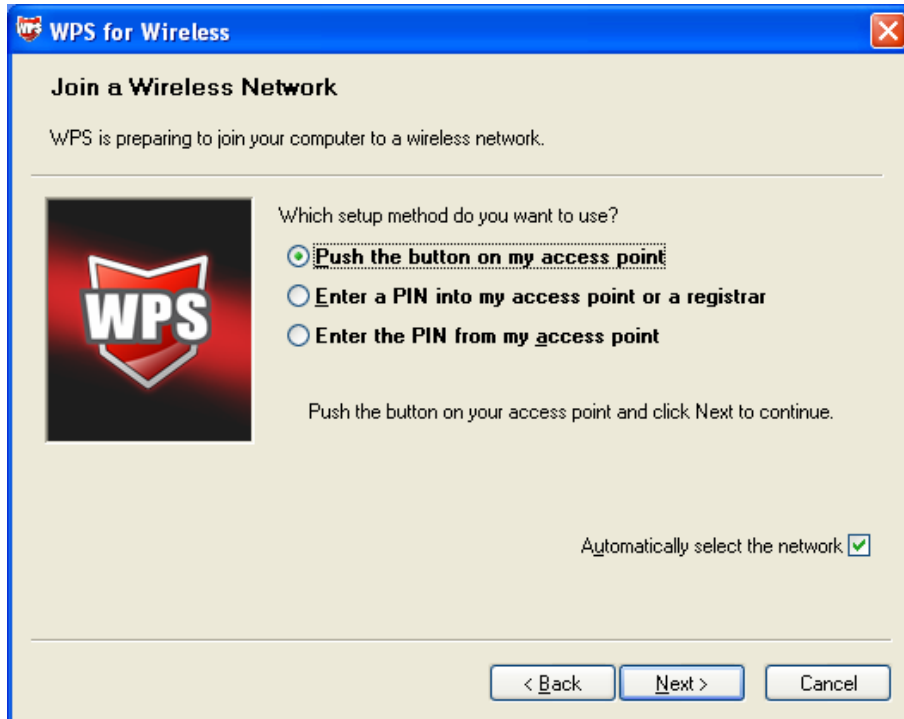 WPS for Wireless
Join a Wireless Network
WPS is preparing to join your computer to a wireless network.
WPS
Which setup method do you want to use?
Push the button on my access point
Enter a PIN into my access point or a registrar
Enter the PIN from my access point
Push the button on your access point and click Next to continue.
Automatically select the network
< Back
Next >
Cancel